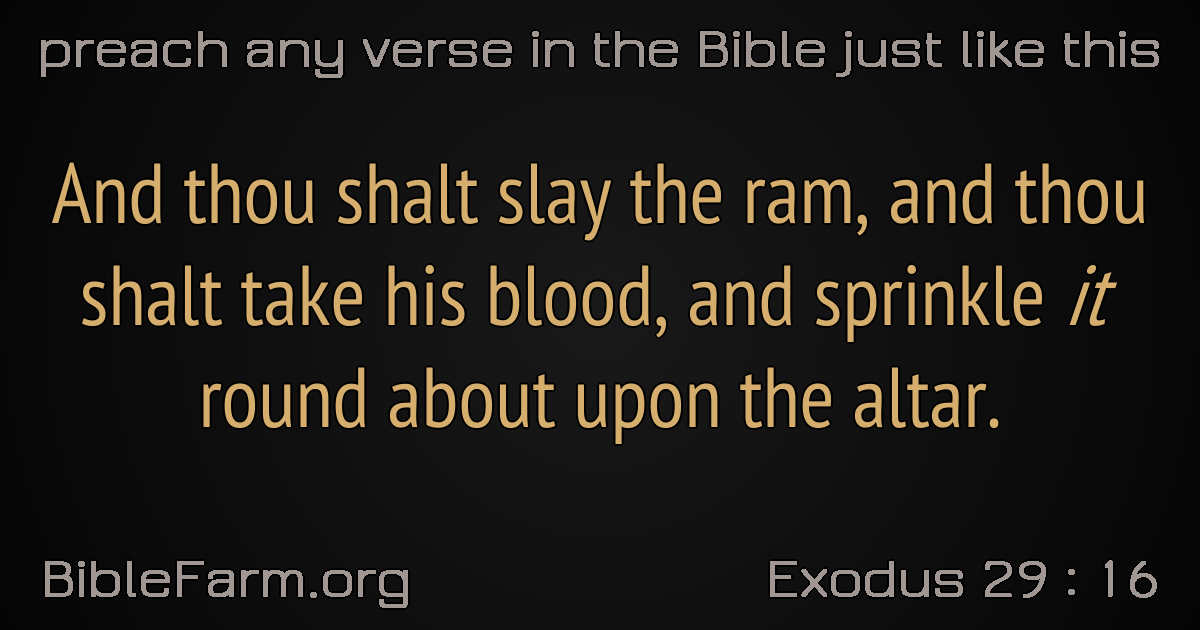 preach any verse in the Bible just like this
And thou shalt slay the ram, and thou
shalt take his blood, and sprinkle it
round about upon the altar.
BibleFarm.org
Exodus 29 : 16